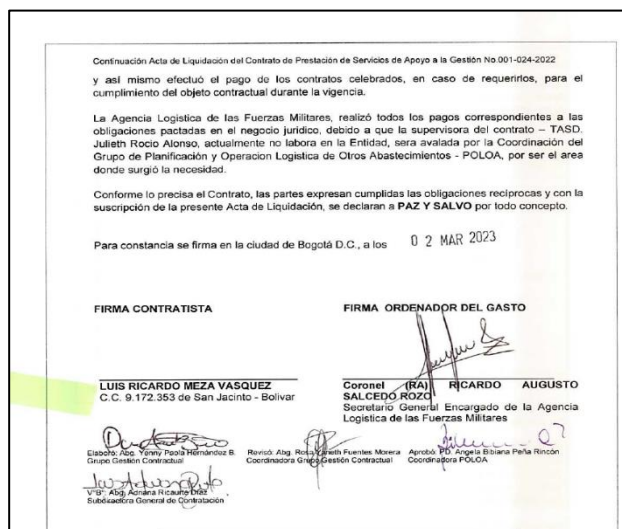 Continuación Acta de Liquidación del Contrato de Prestación de Servicios de Apoyo a la Gestión No.001-024-2022
y así mismo efectuó el pago de los contratos celebrados, en caso de requerirlos, para el
cumplimiento del objeto contractual durante la vigencia.
La Agencia Logistica de las Fuerzas Militares, realizó todos los pagos correspondientes a las
obligaciones pactadas en el negocio jurídico, debido a que la supervisora del contrato – TASD.
Julieth Rocio Alonso, actualmente no labora en la Entidad, sera avalada por la Coordinación del
Grupo de Planificación y Operacion Logistica de Otros Abastecimientos - POLOA, por ser el area
donde surgió la necesidad.
Conforme lo precisa el Contrato, las partes expresan cumplidas las obligaciones reciprocas y con la
suscripción de la presente Acta de Liquidación, se declaran a PAZ Y SALVO por todo concepto.
Para constancia se firma en la ciudad de Bogotá D.C., a los 02 MAR 2023
FIRMA CONTRATISTA FIRMA ORDENADOR DEL GASTO
LUIS RICARDO MEZA VASQUEZ
C.C. 9.172.353 de San Jacinto - Bolivar
Coronel (RA) RICARDO AUGUSTO
SALCEDO ROZO
Secretario General Encargado de la Agencia
Logistica de las Fuerzas Militares
Elaboró: Abg. Yenny Paola Hernández B.
Grupo Gestión Contractual
Revisó: Abg. Rosa Yaneth Fuentes Morera
Coordinadora Grupo Gestión Contractual
Aprobó: PD. Angela Bibiana Peña Rincón
Coordinadora POLOA
V°B°: Abg. Adriana Ricaurte Díaz
Subdirectora General de Contratación